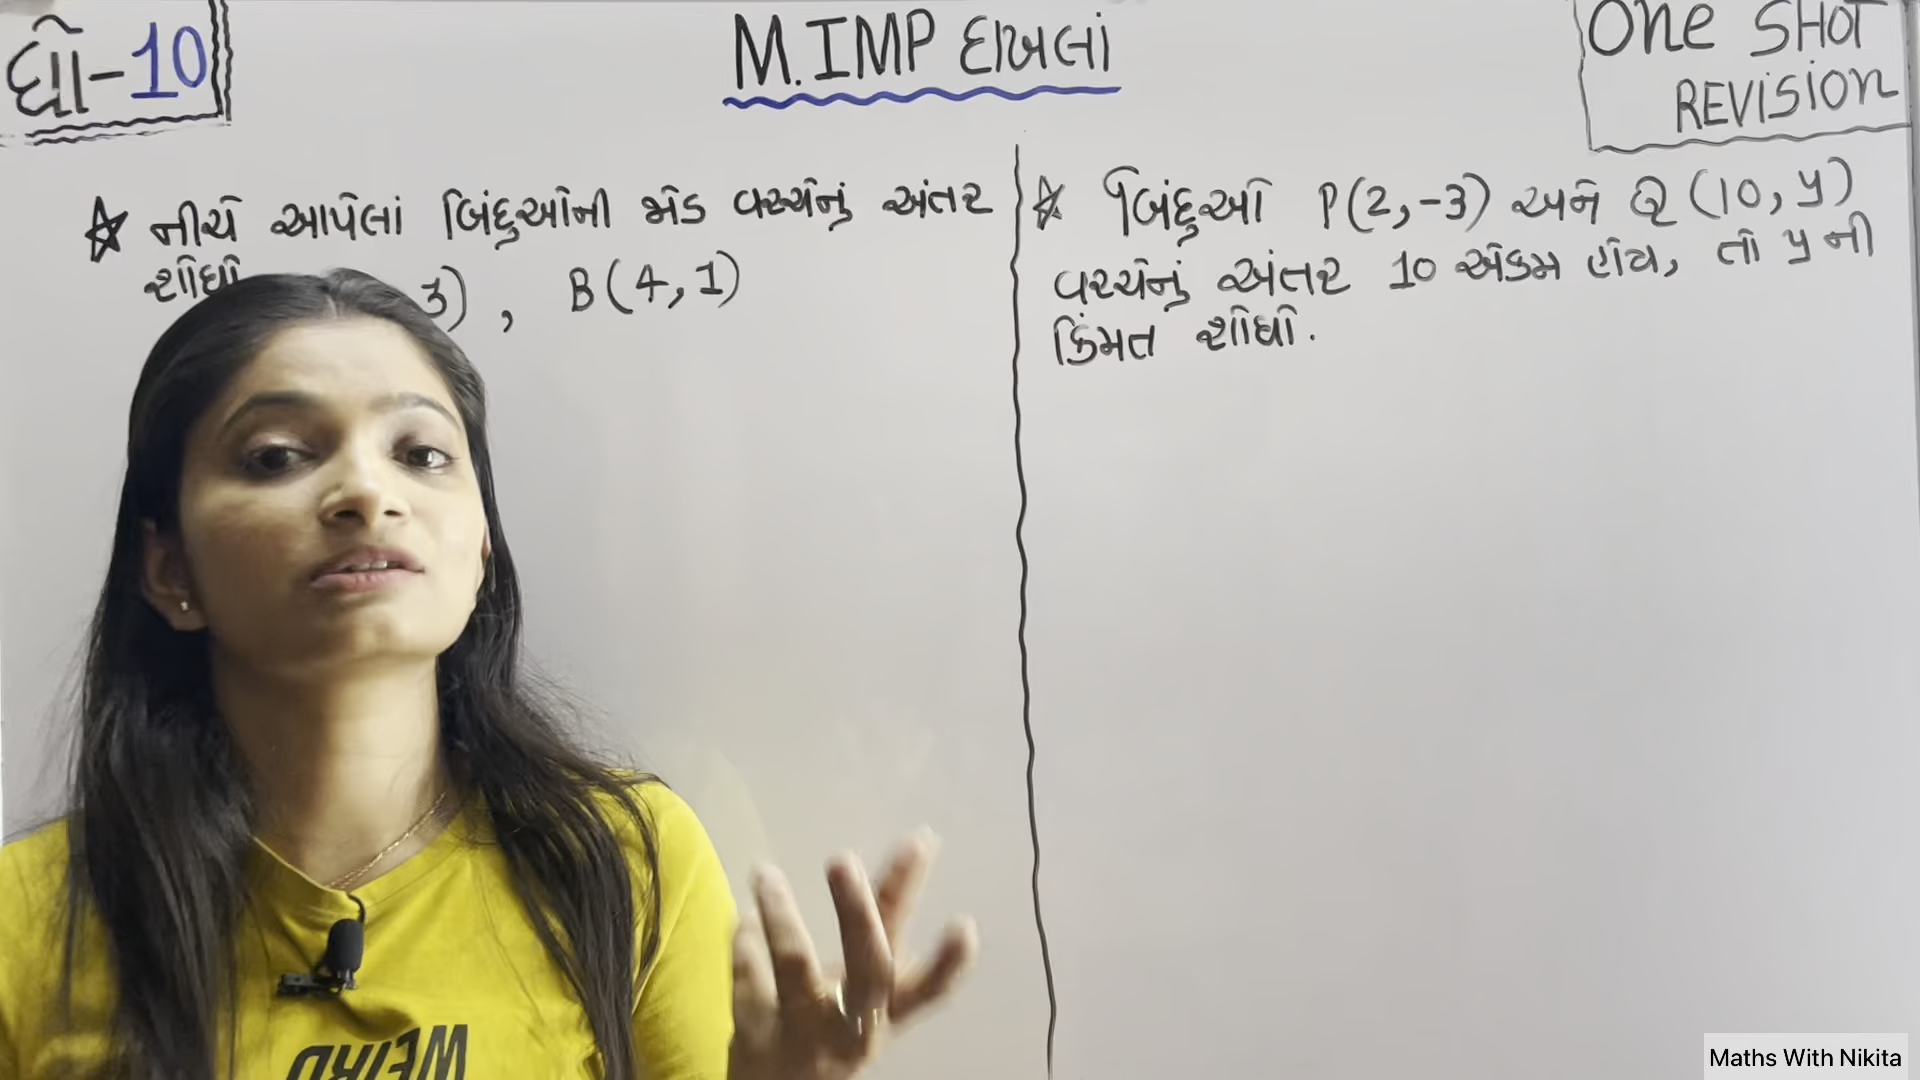 ધો-10
M.IMP દાખલાં
One SHOT
REVISION
નીચે આપેલાં બિંદુઓની જોડ વચ્ચેનું અંતર
શોધો 3), B(4,1)
બિંદુઓ P(2,-3) અને Q(10,y)
વચ્ચેનું અંતર 10 એકમ હોય, તો y ની
કિંમત શોધો.
WEIRD
Maths With Nikita